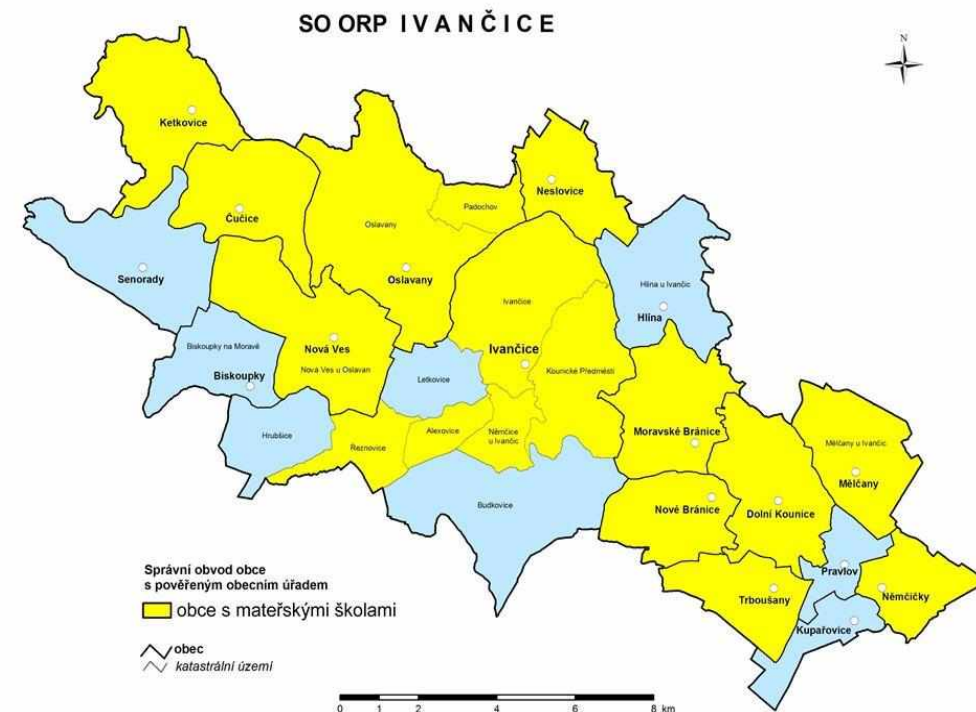 SO ORP IVANČICE
N
Ketkovice
Čučice
Neslovice
Padochov
Oslavany
Senorady
Oslavany
Hlína u Ivančic
Hlína
Ivančice
Nová Ves
Nová Ves u Oslavan
Biskoupky na Moravě
Biskoupky
Ivančice
Letkovice
Kounické Předměstí
Hrubšice
Řeznovice
Alexovice
Němčice
u Ivančic
Moravské Bránice
Mělčany u Ivančic
Mělčany
Budkovice
Nové Bránice
Dolní Kounice
Pravlov
Trboušany
Němčičky
Kupařovice
Správní obvod obce
s pověřeným obecním úřadem
obce s mateřskými školami
obec
katastrální území
0 1 2 4 6 8 km